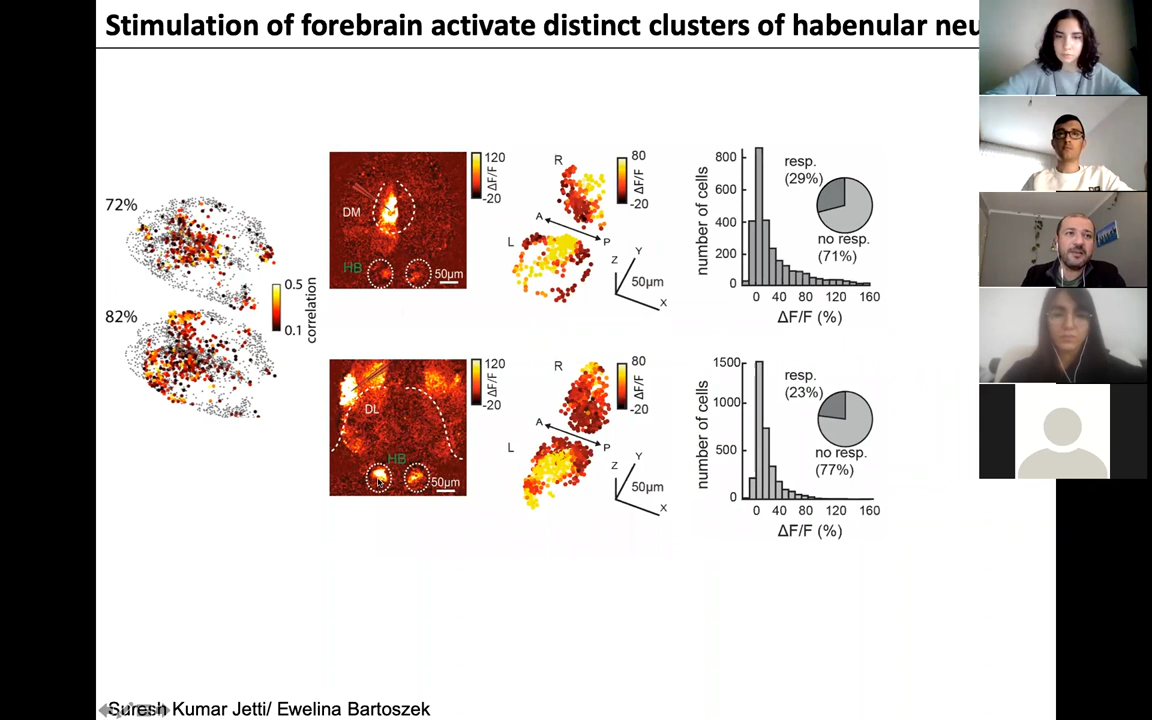 Stimulation of forebrain activate distinct clusters of habenular neu
72%
82%
0.5
0.1
correlation
DM
HB
50µm
120
-20
ΔF/F
R
A
P
L
Y
Z
X
50µm
80
-20
ΔF/F
800
600
400
200
0
number of cells
resp.
(29%)
no resp.
(71%)
0 40 80 120 160
ΔF/F (%)
DL
HB
50µm
120
-20
ΔF/F
R
A
P
L
Y
Z
X
50µm
80
-20
ΔF/F
1500
1000
500
0
number of cells
resp.
(23%)
no resp.
(77%)
0 40 80 120 160
ΔF/F (%)
Suresh Kumar Jetti/ Ewelina Bartoszek